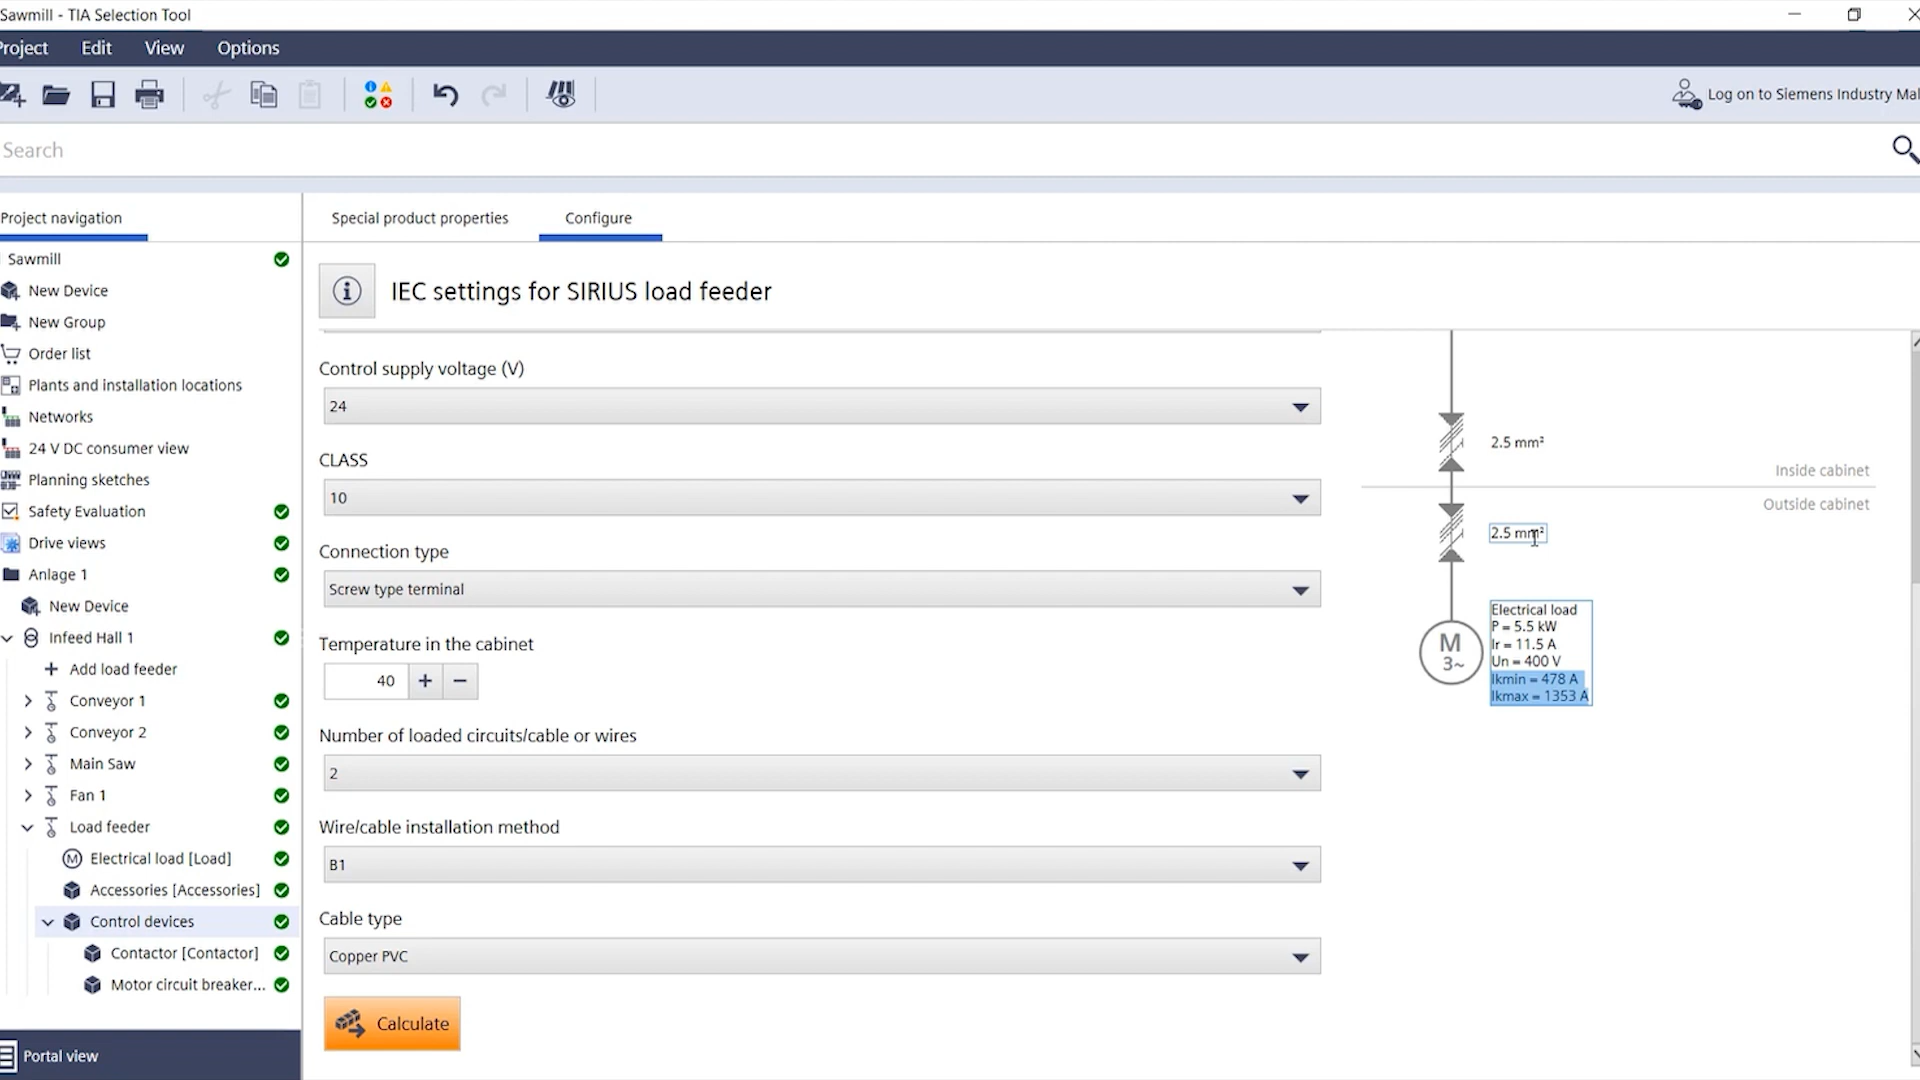 Sawmill - TIA Selection Tool
Project Edit View Options
Log on to Siemens Industry Mal
Search
Project navigation
Sawmill
New Device
New Group
Order list
Plants and installation locations
Networks
24 V DC consumer view
Planning sketches
Safety Evaluation
Drive views
Anlage 1
New Device
Infeed Hall 1
Add load feeder
Conveyor 1
Conveyor 2
Main Saw
Fan 1
Load feeder
Electrical load [Load]
Accessories [Accessories]
Control devices
Contactor [Contactor]
Motor circuit breaker...
Portal view
Special product properties Configure
IEC settings for SIRIUS load feeder
Control supply voltage (V)
24
CLASS
10
Connection type
Screw type terminal
Temperature in the cabinet
40 + −
Number of loaded circuits/cable or wires
2
Wire/cable installation method
B1
Cable type
Copper PVC
Calculate
2.5 mm²
Inside cabinet
Outside cabinet
2.5 mm²
M
3~
Electrical load
P = 5.5 kW
Ir = 11.5 A
Un = 400 V
Ikmin = 478 A
Ikmax = 1353 A